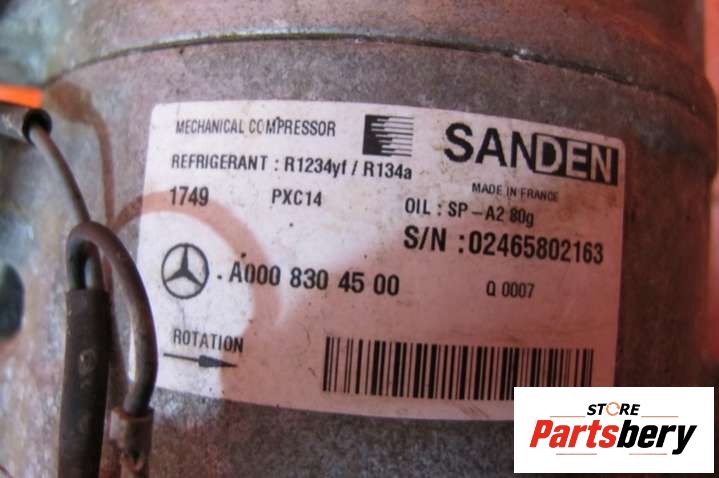 MECHANICAL COMPRESSOR
SANDEN
REFRIGERANT : R1234yf / R134a
MADE IN FRANCE
1749 PXC14
OIL : SP-A2 80g
S/N : 02465802163
A000 830 45 00
Q 0007
ROTATION
STORE
Partsbery